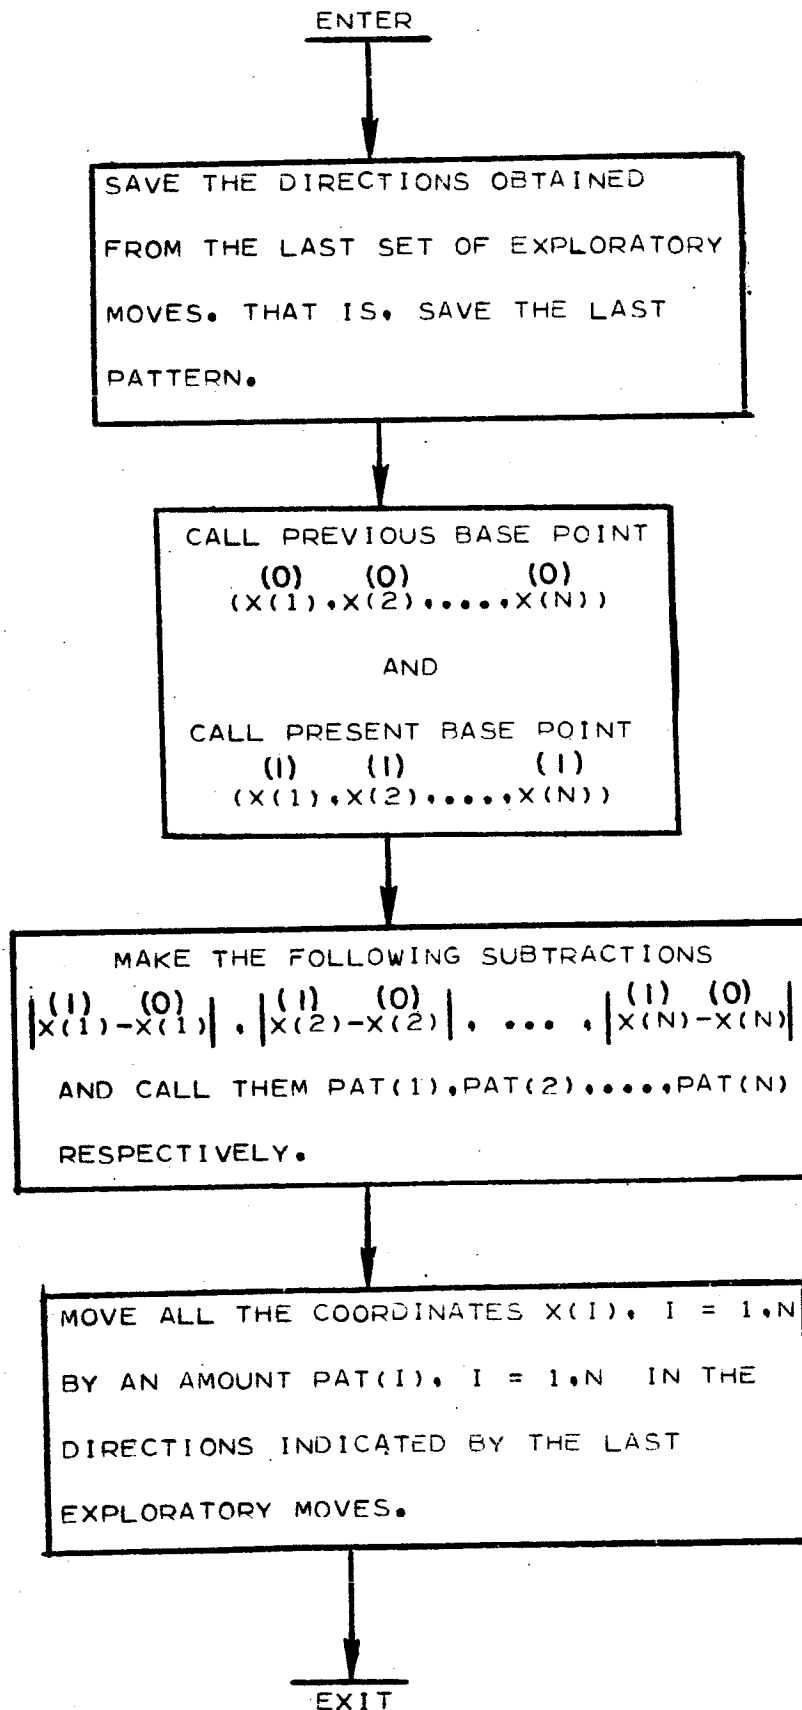 ENTER
SAVE THE DIRECTIONS OBTAINED
FROM THE LAST SET OF EXPLORATORY
MOVES. THAT IS. SAVE THE LAST
PATTERN.
CALL PREVIOUS BASE POINT
(0) (0) (0)
(X(1).X(2).....X(N))
AND
CALL PRESENT BASE POINT
(1) (1) (1)
(X(1).X(2).....X(N))
MAKE THE FOLLOWING SUBTRACTIONS
(1) (0) (1) (0) (1) (0)
|X(1)-X(1)| . |X(2)-X(2)| . ... . |X(N)-X(N)|
AND CALL THEM PAT(1).PAT(2).....PAT(N)
RESPECTIVELY.
MOVE ALL THE COORDINATES X(I). I = 1.N
BY AN AMOUNT PAT(I). I = 1.N IN THE
DIRECTIONS INDICATED BY THE LAST
EXPLORATORY MOVES.
EXIT